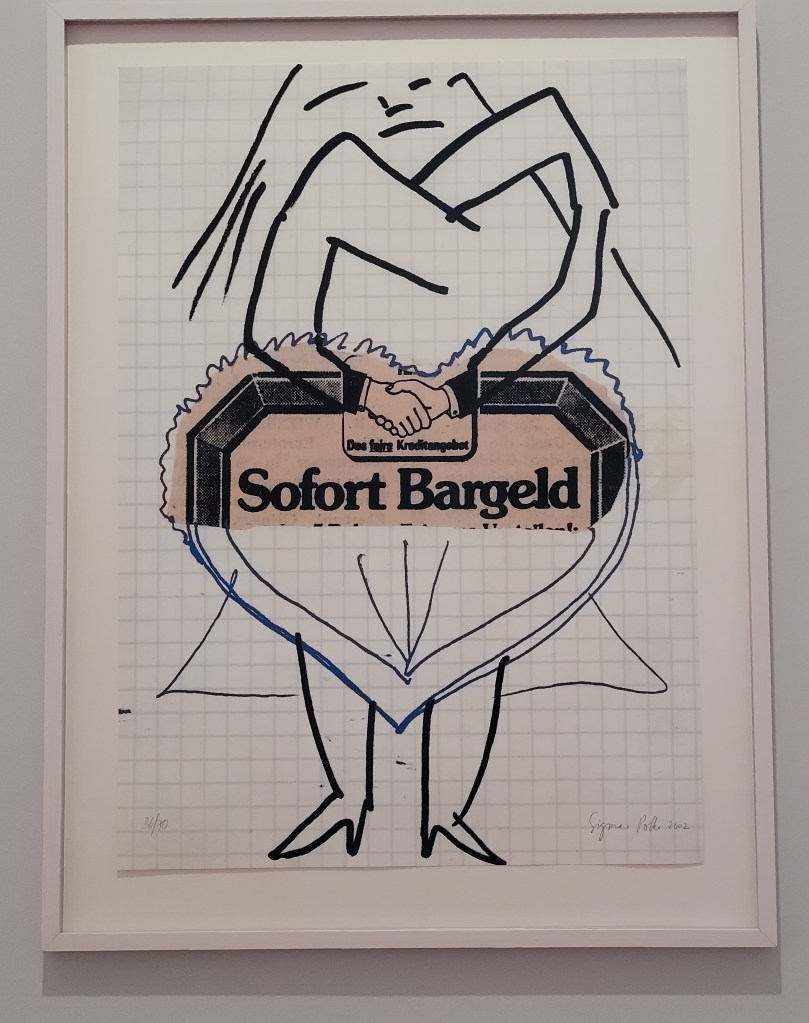 Das faire Kreditangebot
Sofort Bargeld
36/70
Sigmar Polke 2002